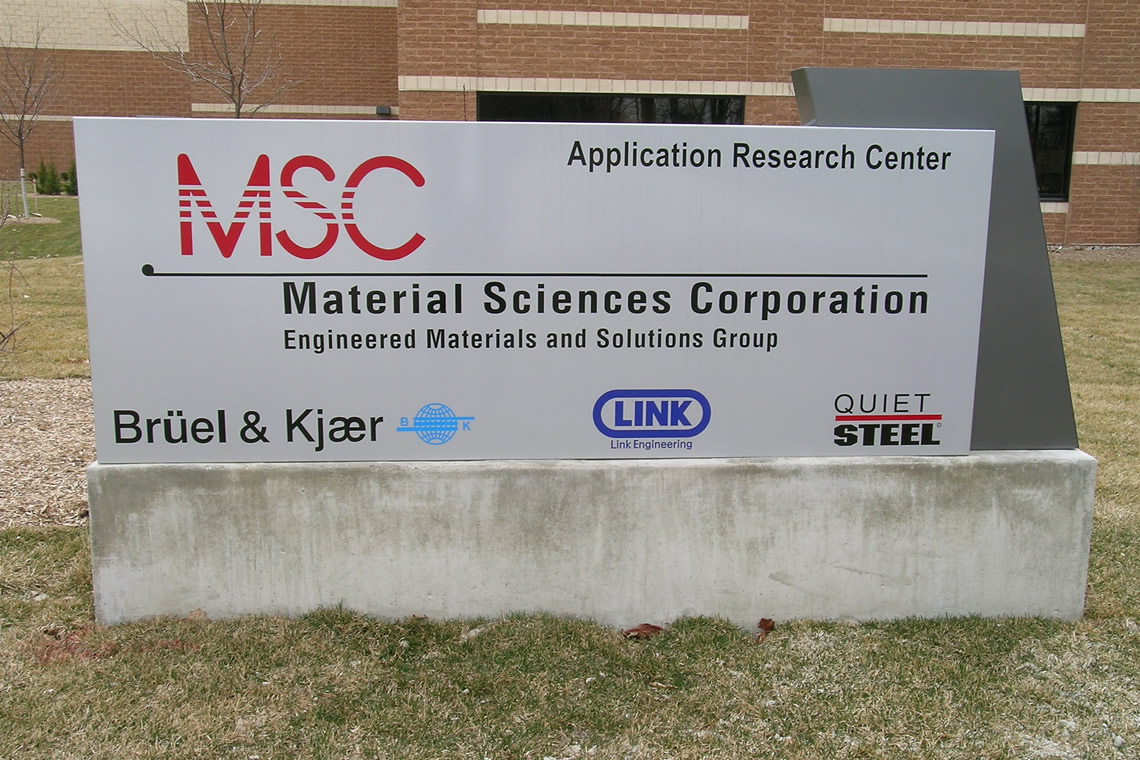 MSC
Application Research Center
Material Sciences Corporation
Engineered Materials and Solutions Group
Brüel & Kjær
B K
LINK
Link Engineering
QUIET
STEEL©